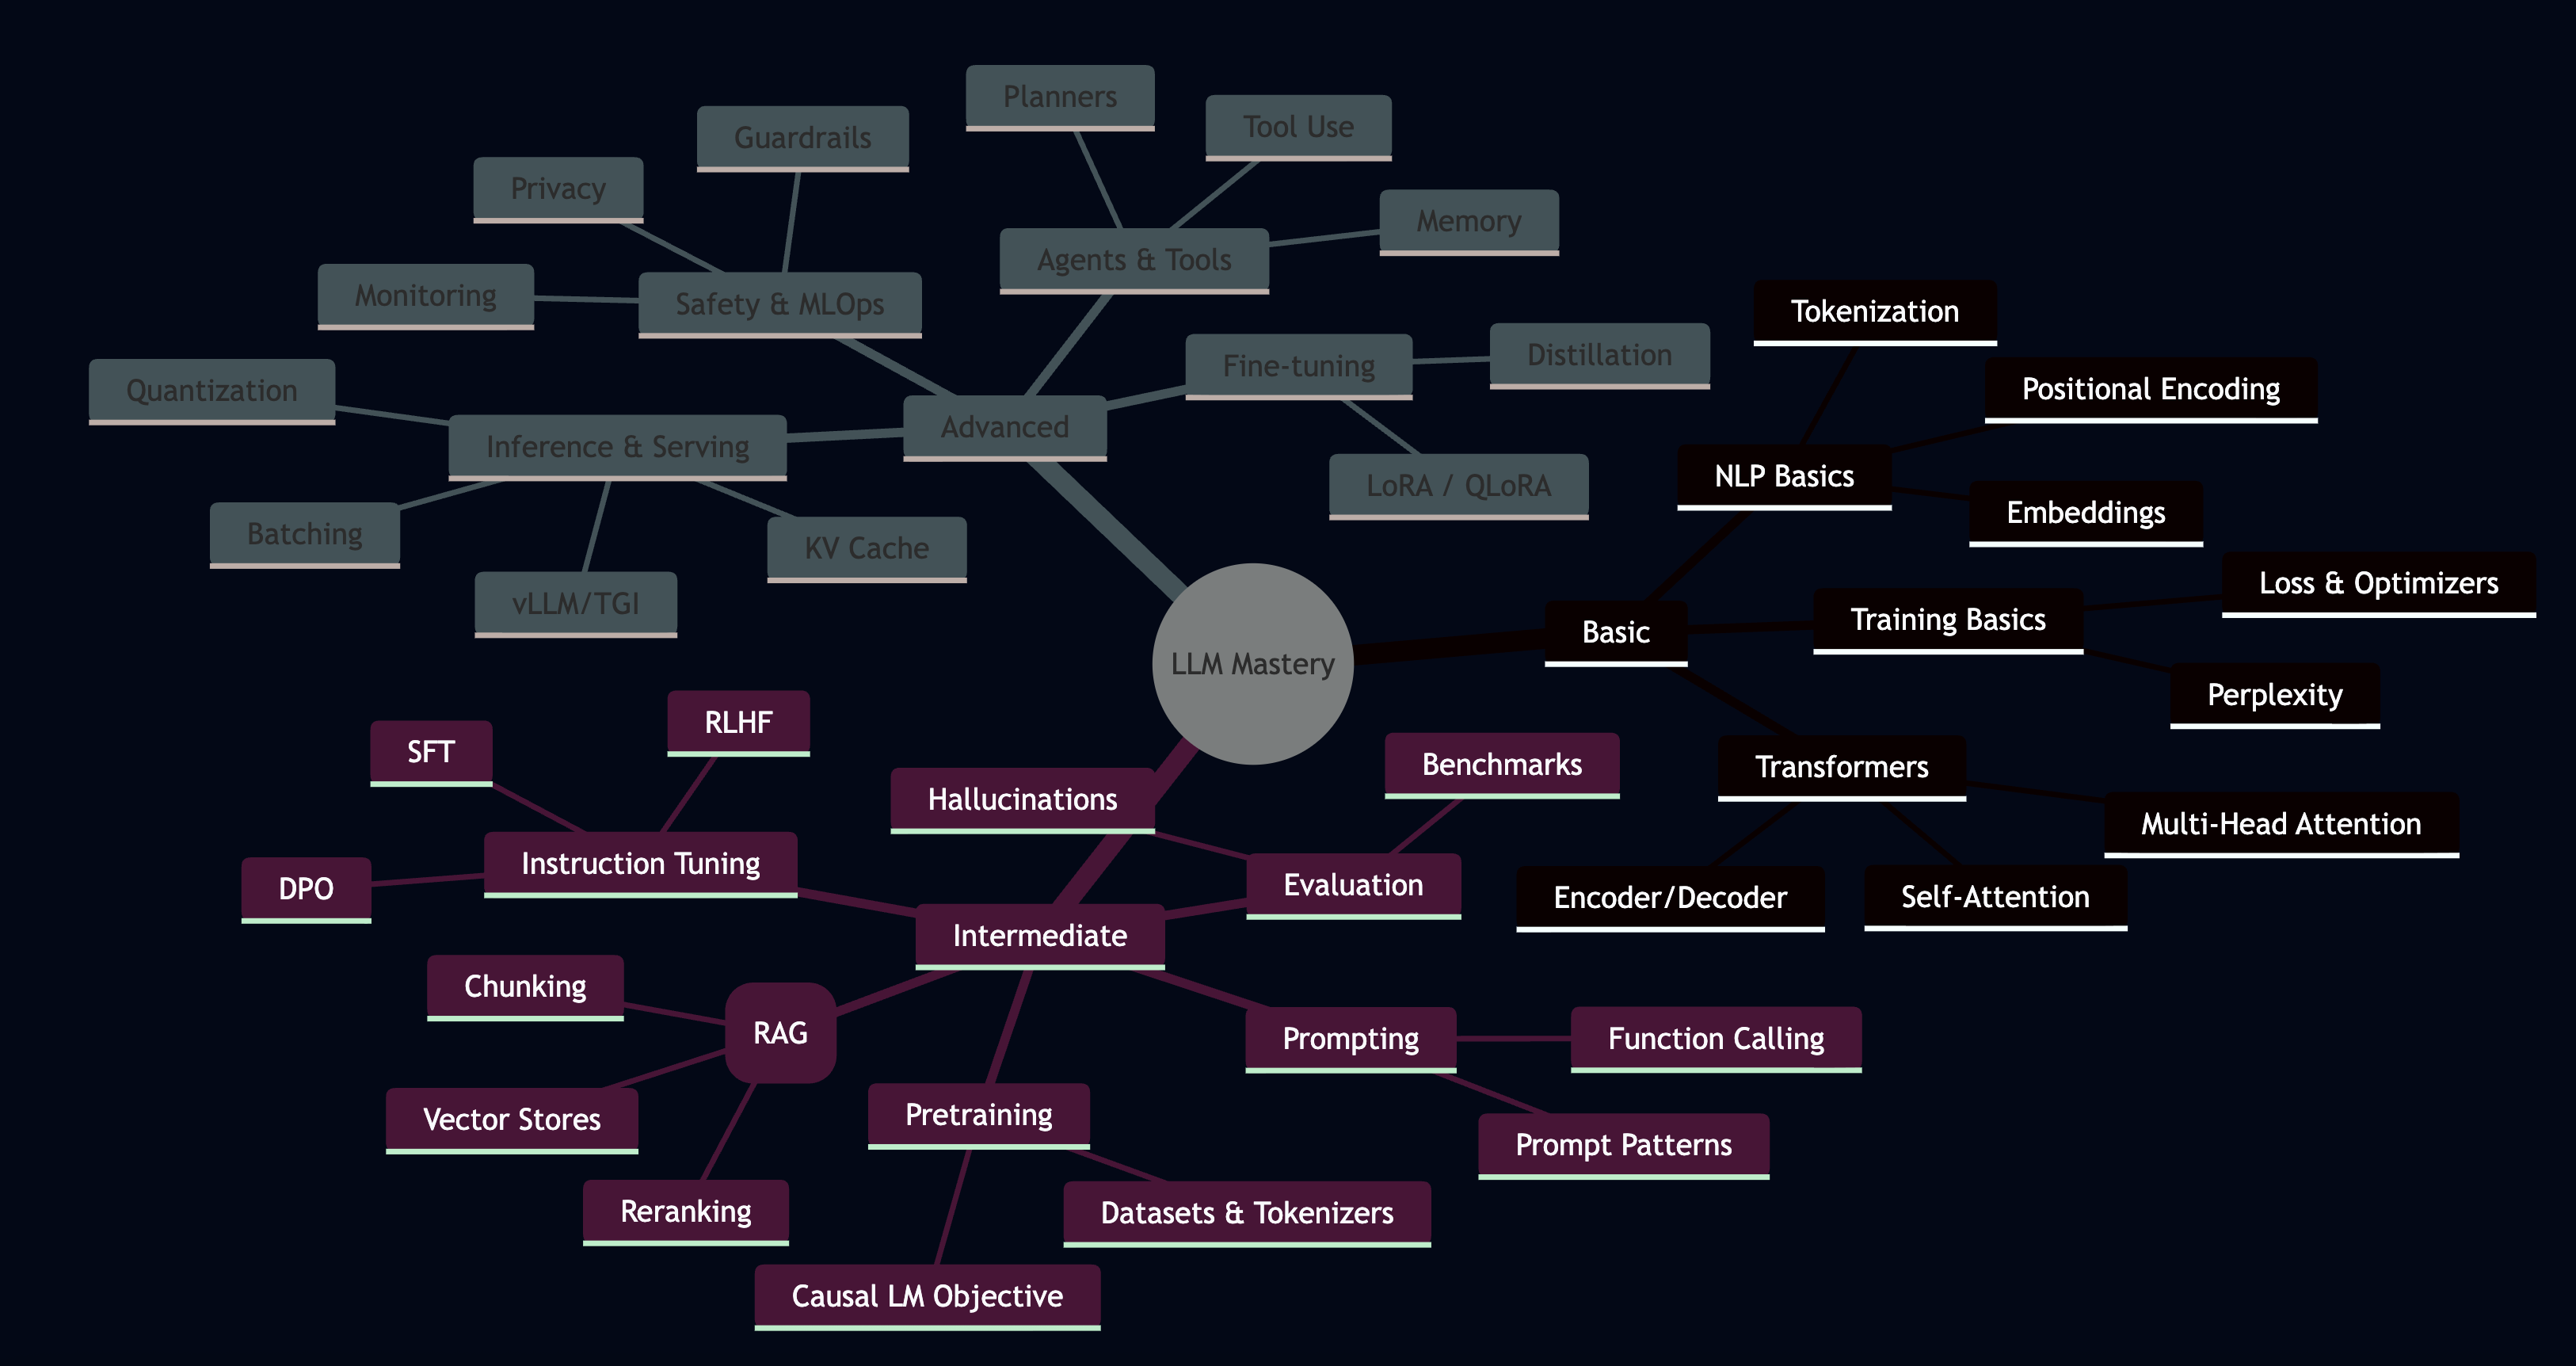 LLM Mastery
Basic
NLP Basics
Tokenization
Positional Encoding
Embeddings
Training Basics
Loss & Optimizers
Perplexity
Transformers
Multi-Head Attention
Self-Attention
Encoder/Decoder
Intermediate
Evaluation
Benchmarks
Hallucinations
Prompting
Function Calling
Prompt Patterns
Pretraining
Datasets & Tokenizers
Causal LM Objective
RAG
Chunking
Vector Stores
Reranking
Instruction Tuning
SFT
RLHF
DPO
Advanced
Fine-tuning
Distillation
LoRA / QLoRA
Agents & Tools
Planners
Tool Use
Memory
Safety & MLOps
Guardrails
Privacy
Monitoring
Inference & Serving
Quantization
Batching
vLLM/TGI
KV Cache